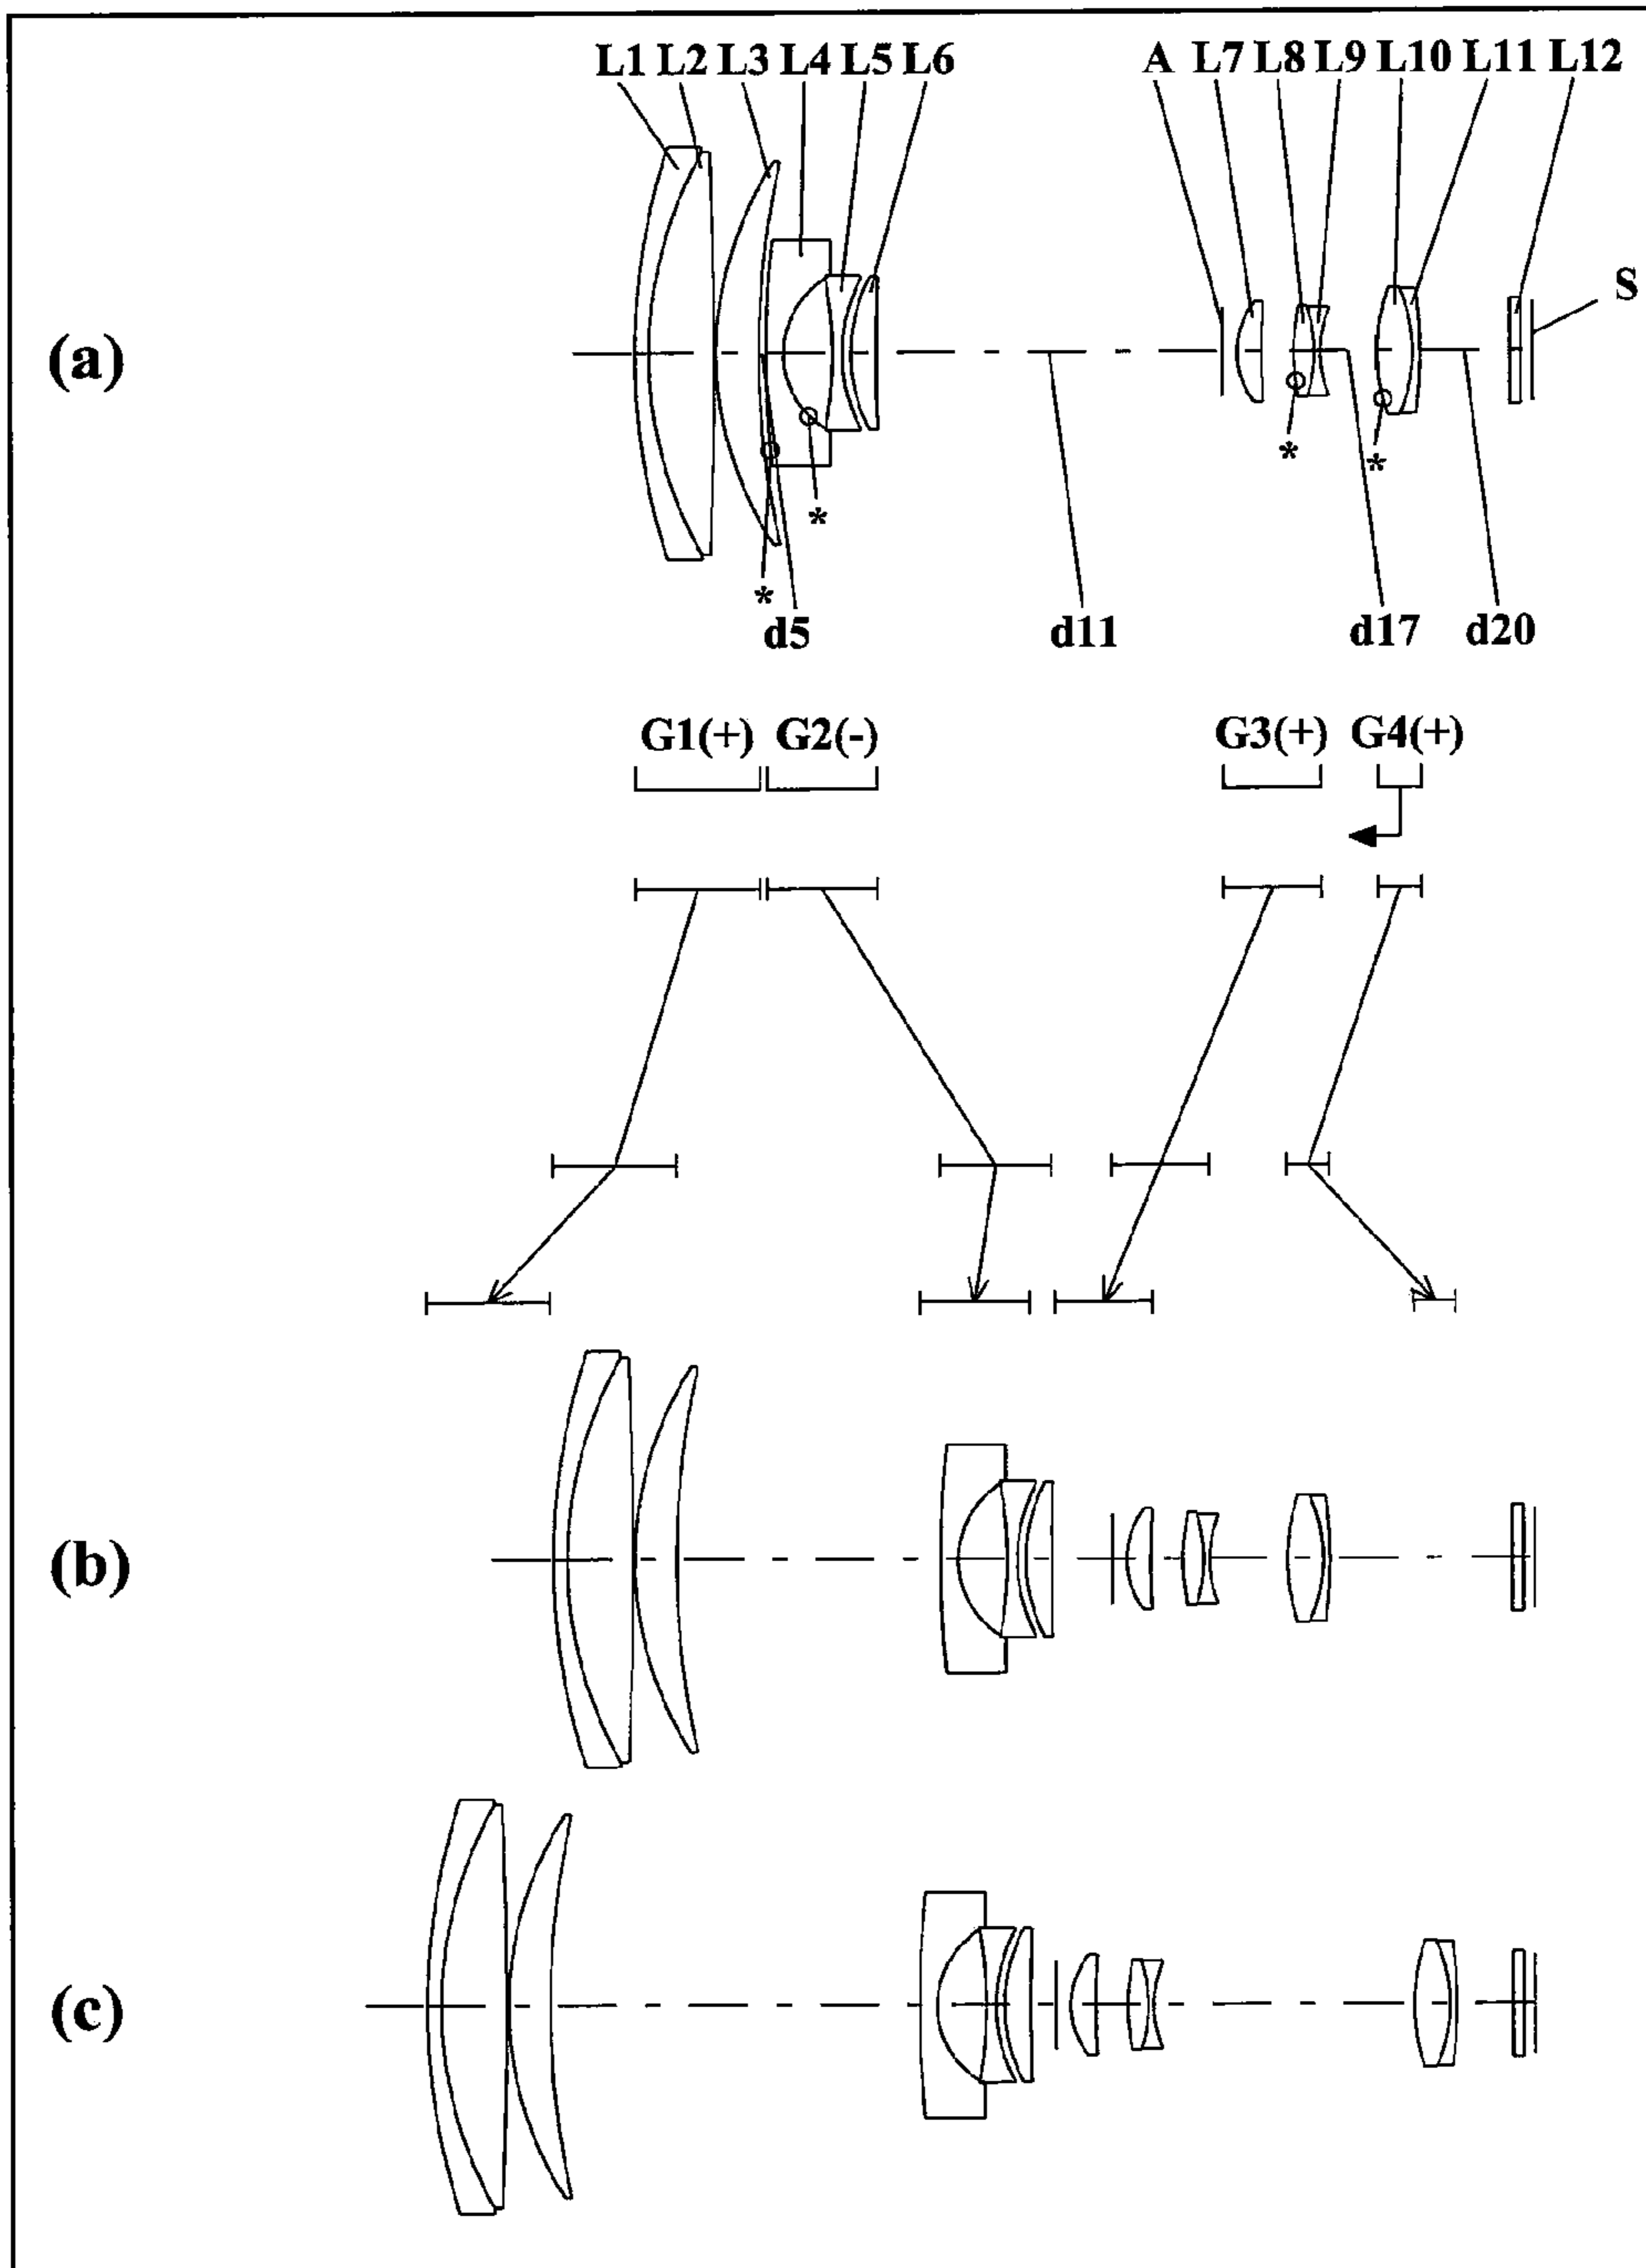 L1 L2 L3 L4 L5 L6 A L7 L8 L9 L10 L11 L12
S
(a)
* *
*
*
d5 d11 d17 d20
G1(+) G2(-) G3(+) G4(+)
(b)
(c)